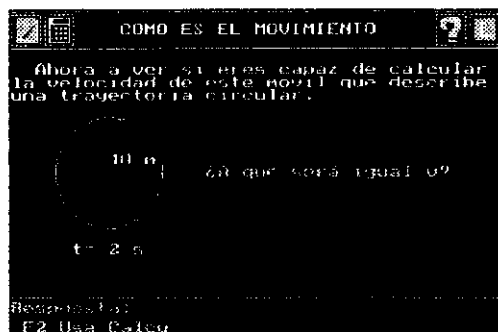 COMO ES EL MOVIMIENTO
Ahora a ver si eres capaz de calcular
la velocidad de este movil que describe
una trayectoria circular.
10 m
¿A que será igual v?
t= 2 s
Respuesta:
F2 Usa Calcu